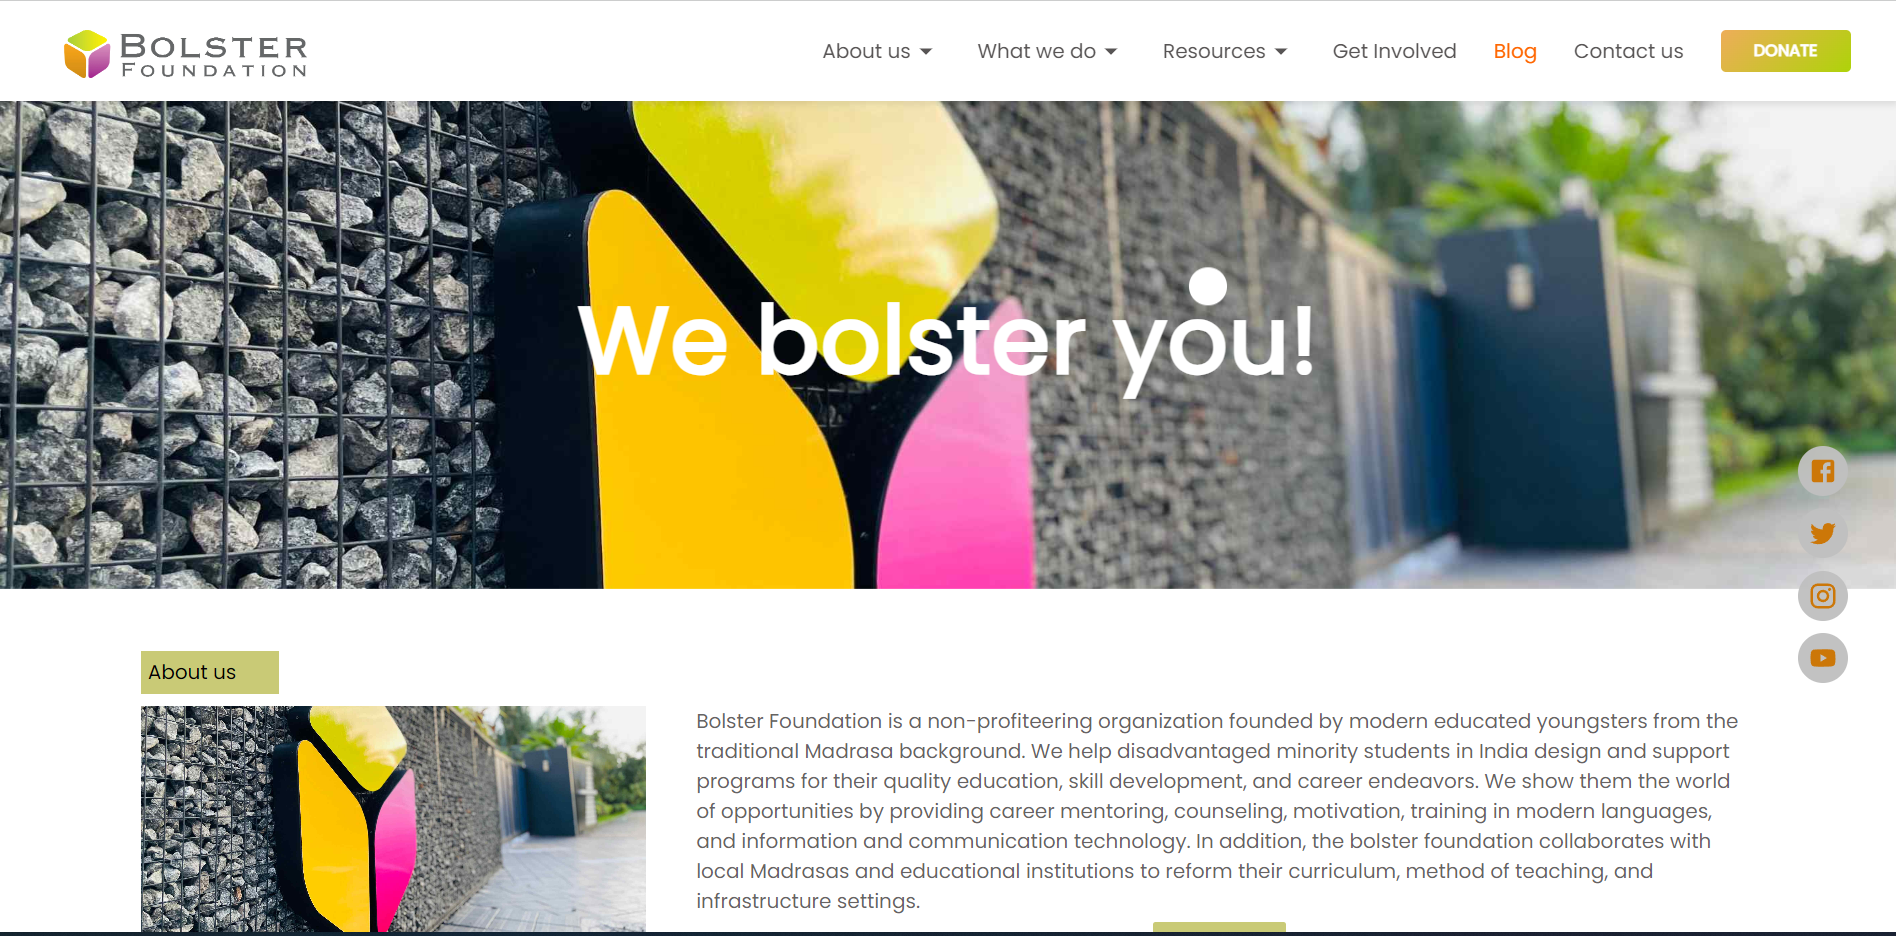 BOLSTER
FOUNDATION
About us
What we do
Resources
Get Involved
Blog
Contact us
DONATE
We bolster you!
About us
Bolster Foundation is a non-profiteering organization founded by modern educated youngsters from the
traditional Madrasa background. We help disadvantaged minority students in India design and support
programs for their quality education, skill development, and career endeavors. We show them the world
of opportunities by providing career mentoring, counseling, motivation, training in modern languages,
and information and communication technology. In addition, the bolster foundation collaborates with
local Madrasas and educational institutions to reform their curriculum, method of teaching, and
infrastructure settings.